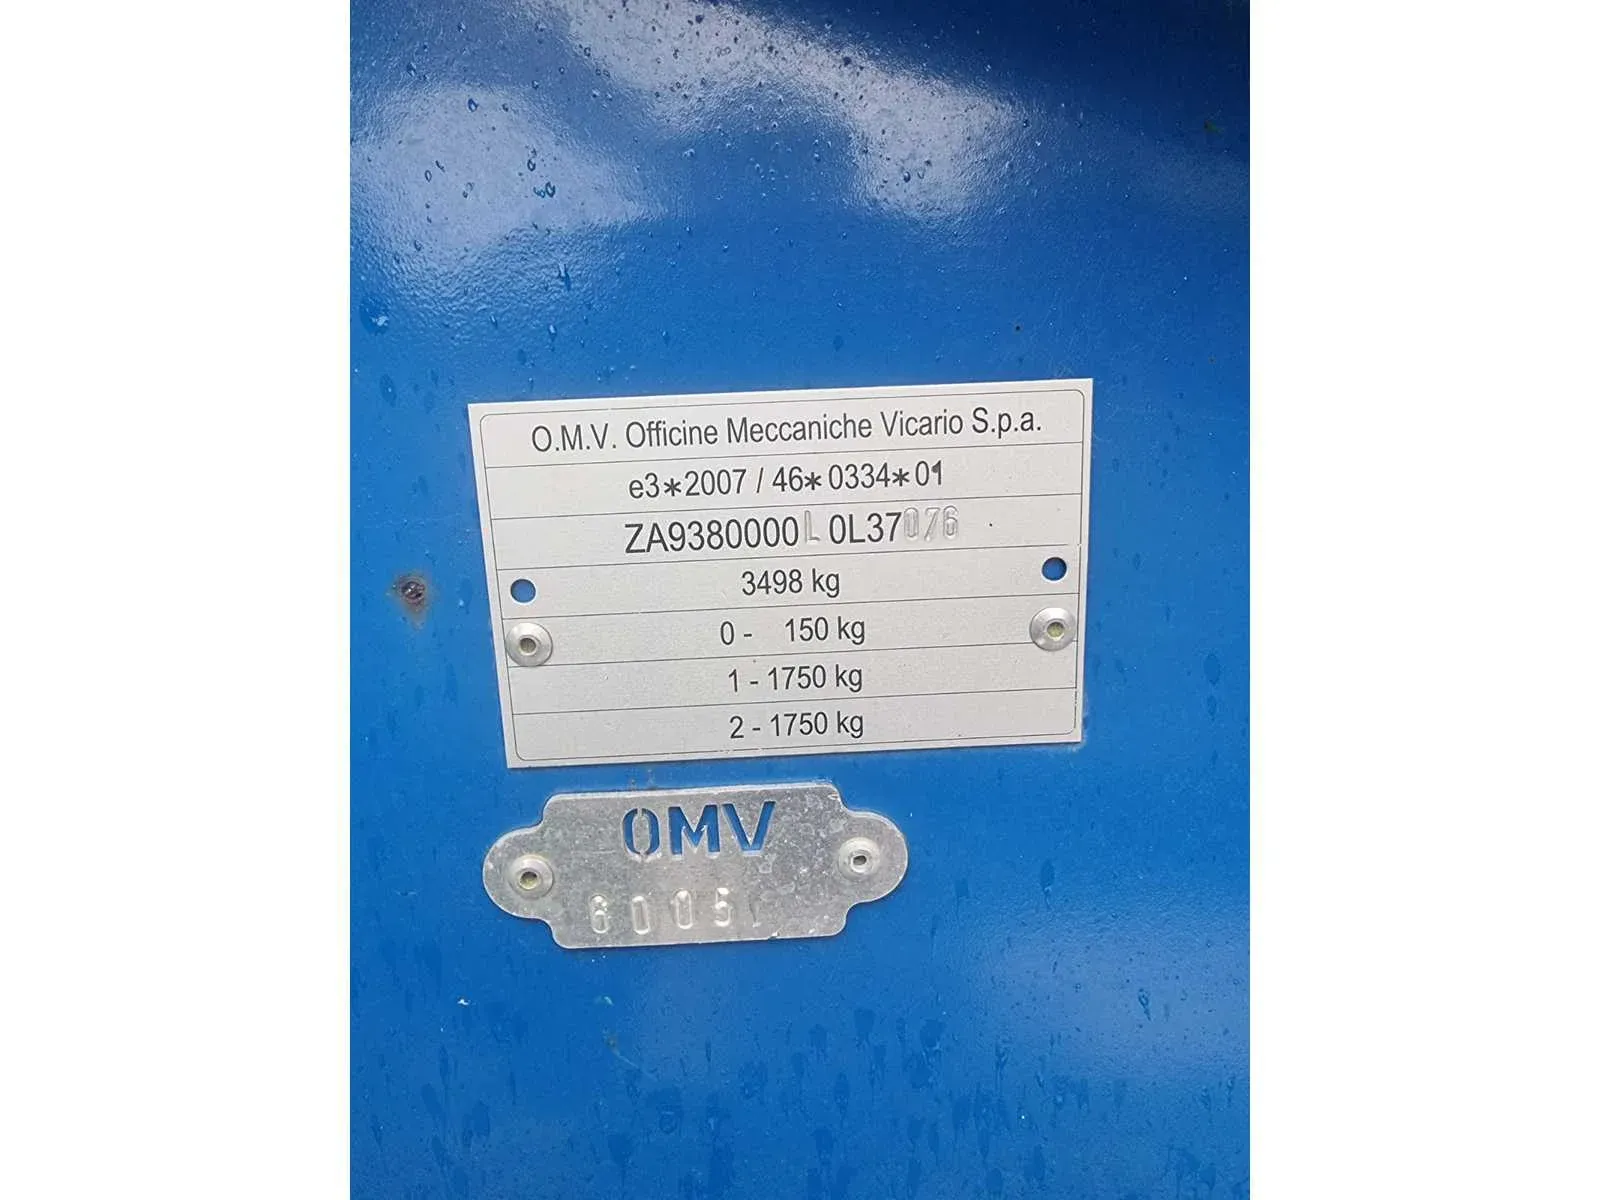 O.M.V. Officine Meccaniche Vicario S.p.a.
e3*2007 / 46*0334*01
ZA9380000L0L37076
3498 kg
0 - 150 kg
1 - 1750 kg
2 - 1750 kg
OMV